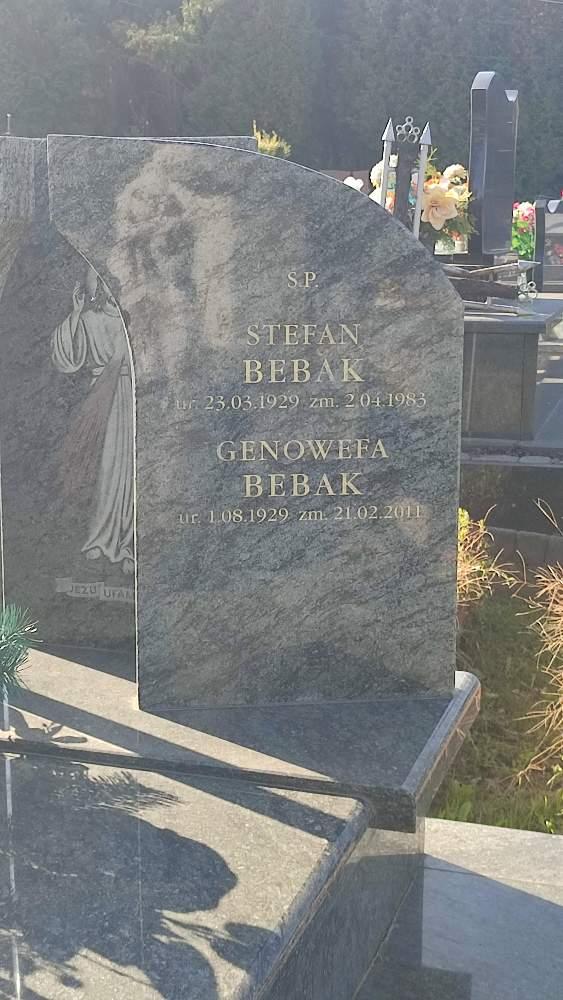 S.P.
STEFAN
BEBAK
ur. 23.03.1929 zm. 2.04.1983
GENOWEFA
BEBAK
ur. 1.08.1929 zm. 21.02.2011
JEZU UFAM